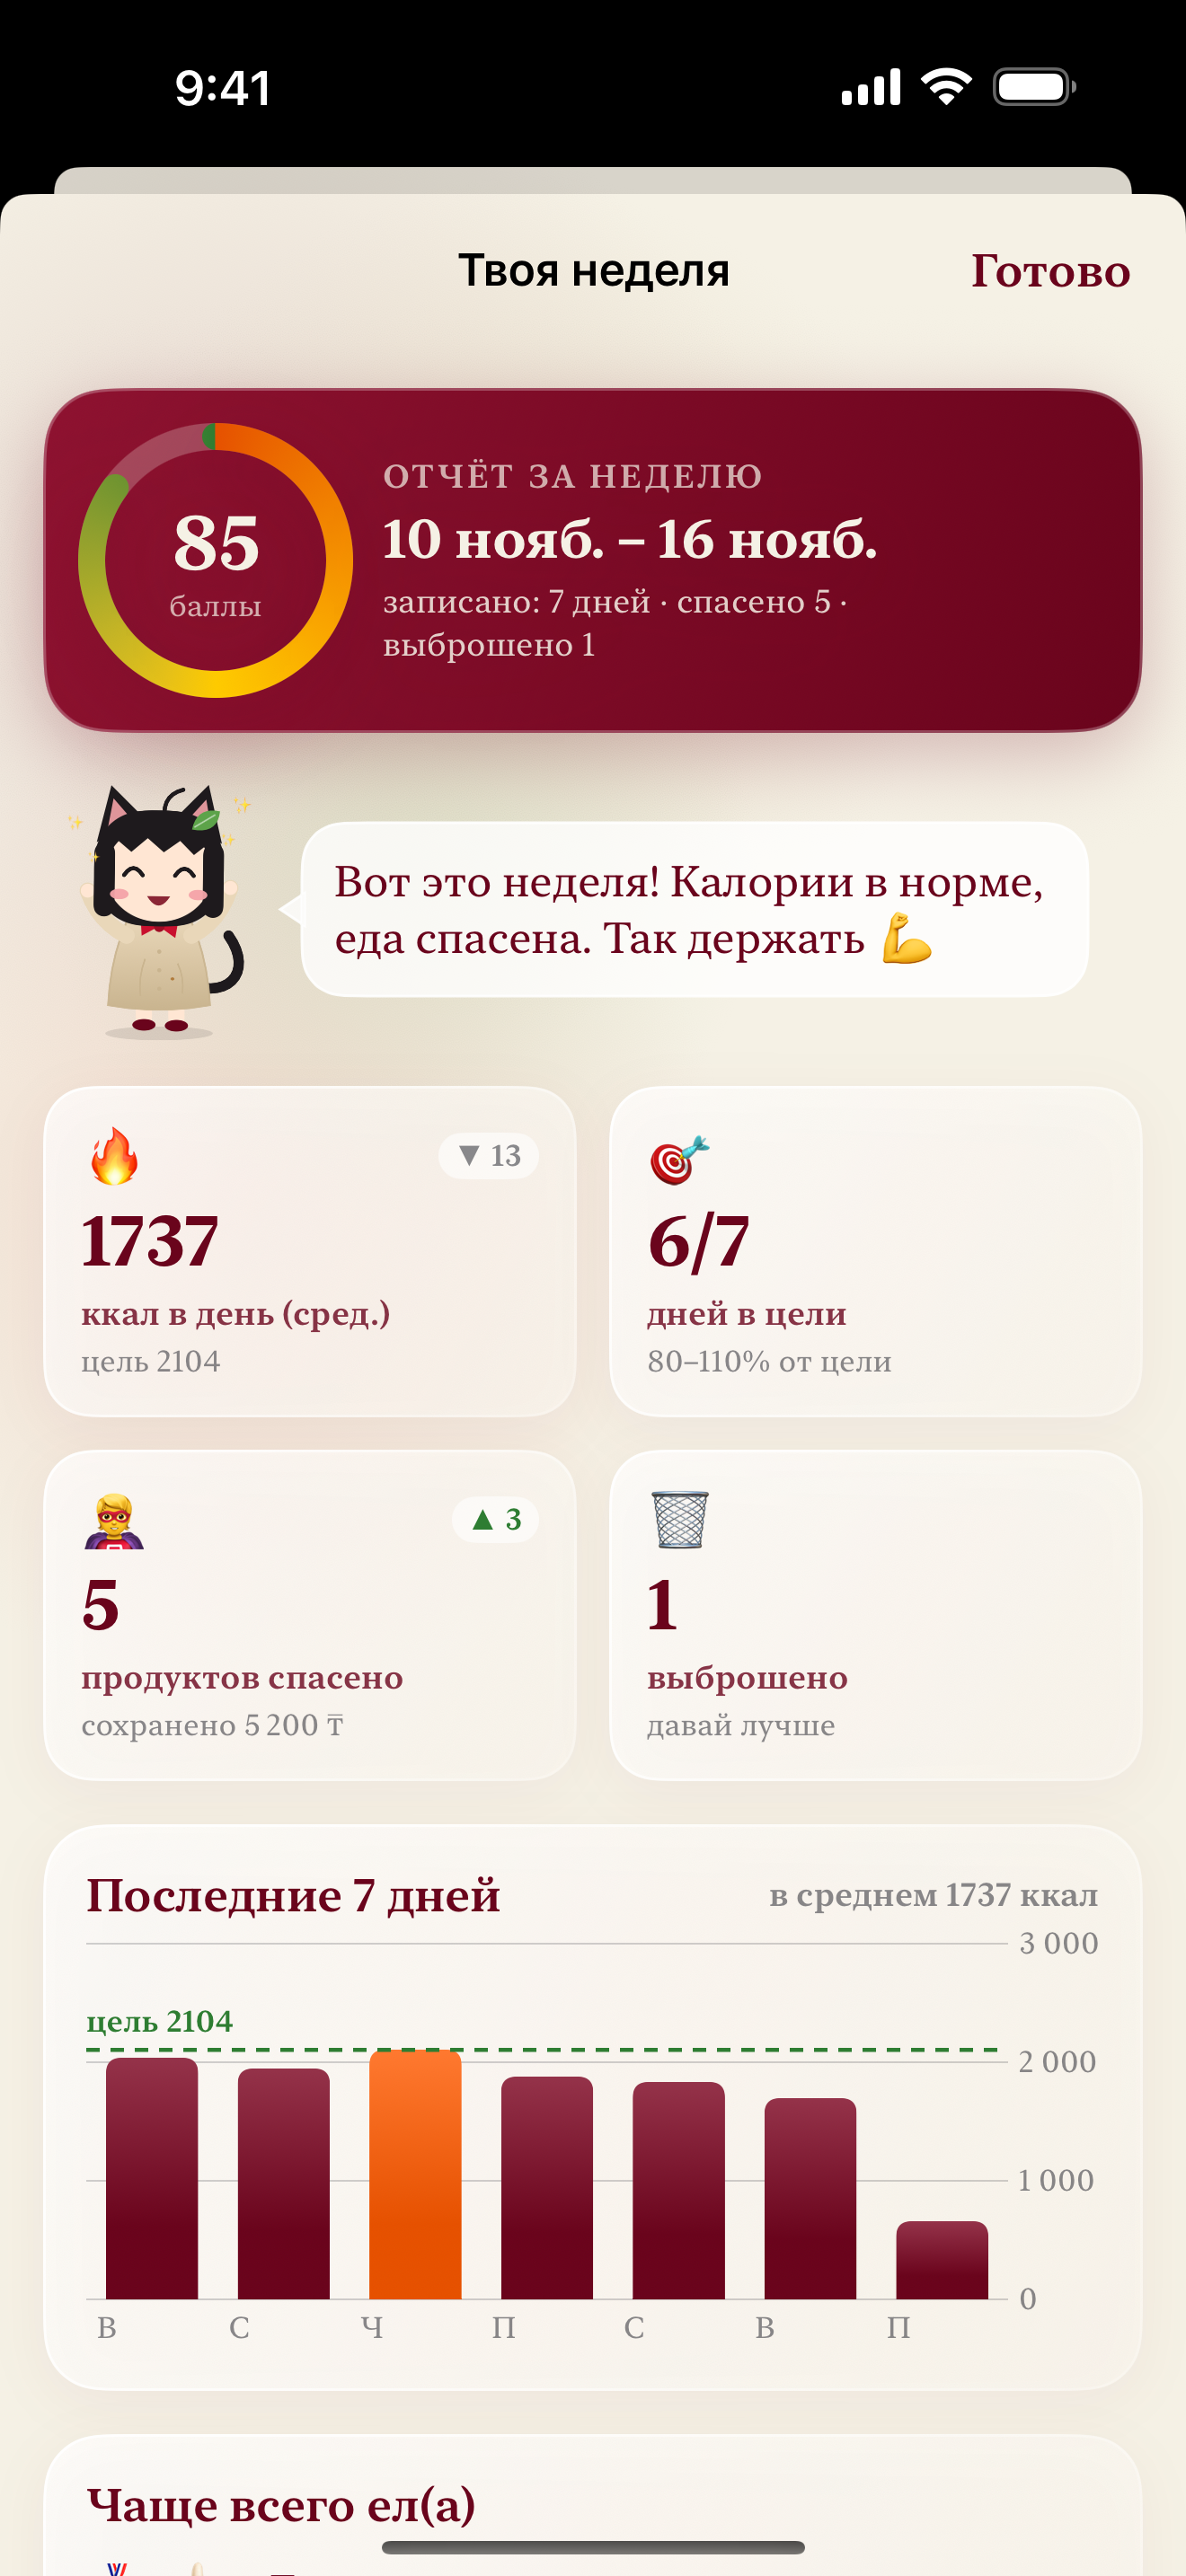 9:41
Твоя неделя
Готово
85
баллы
ОТЧЁТ ЗА НЕДЕЛЮ
10 нояб. – 16 нояб.
записано: 7 дней · спасено 5 ·
выброшено 1
Вот это неделя! Калории в норме,
еда спасена. Так держать 💪
▼ 13
1737
ккал в день (сред.)
цель 2104
6/7
дней в цели
80–110% от цели
▲ 3
5
продуктов спасено
сохранено 5 200 ₸
1
выброшено
давай лучше
Последние 7 дней
в среднем 1737 ккал
3 000
цель 2104
2 000
1 000
0
В С Ч П С В П
Чаще всего ел(а)